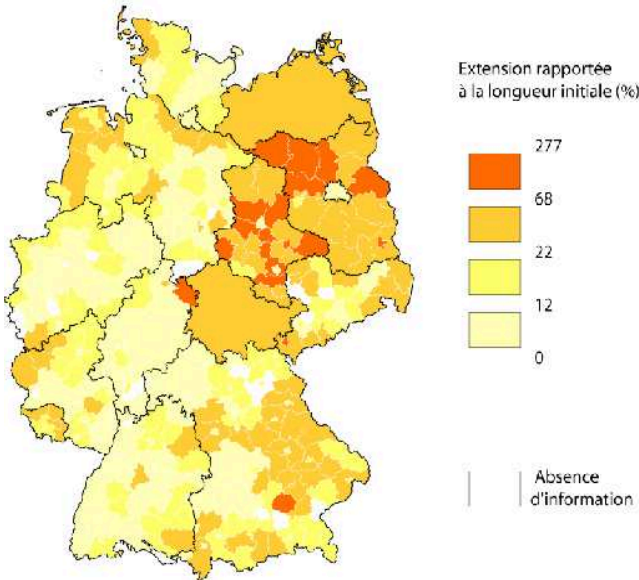 Extension rapportée
à la longueur initiale (%)
277
68
22
12
0
Absence
d'information